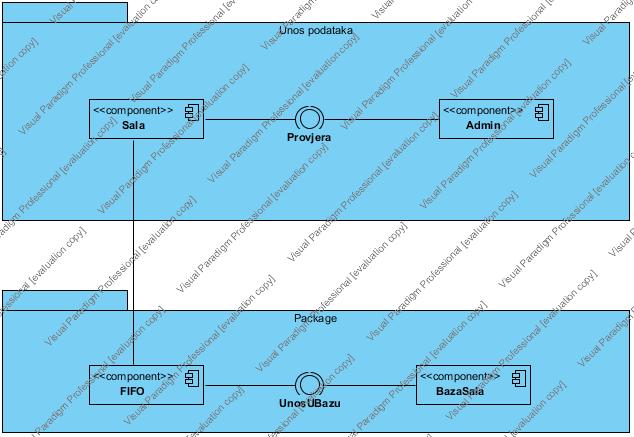 Unos podataka
<<component>>
Sala
Provjera
<<component>>
Admin
Package
<<component>>
FIFO
UnosUBazu
<<component>>
BazaSala
Visual Paradigm Professional [evaluation copy]